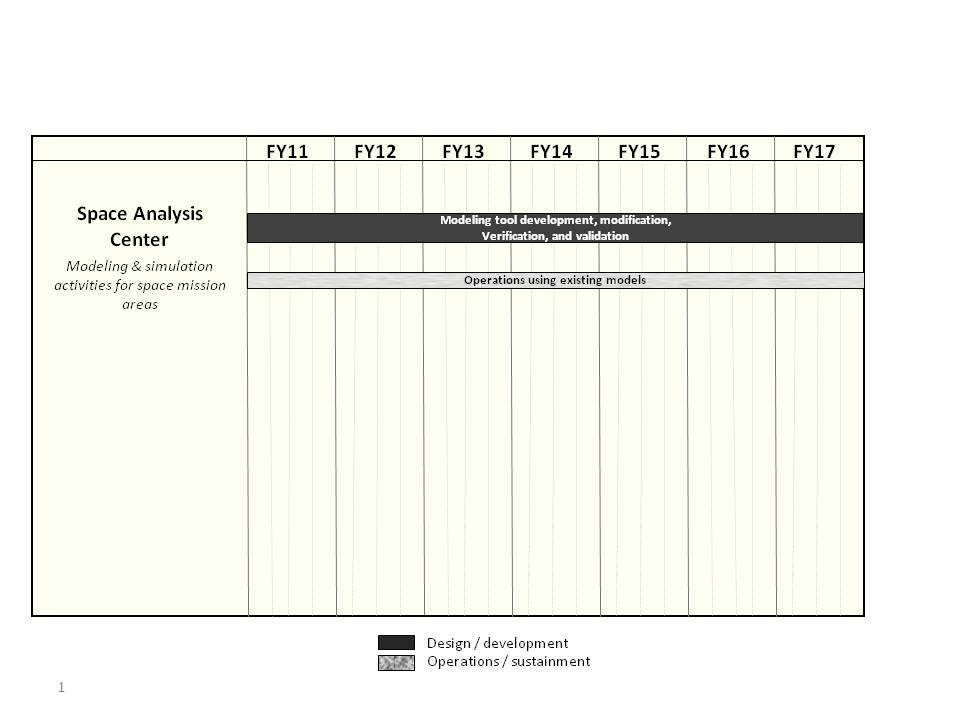 FY11 FY12 FY13 FY14 FY15 FY16 FY17
Space Analysis
Center
Modeling & simulation
activities for space mission
areas
Modeling tool development, modification,
Verification, and validation
Operations using existing models
Design / development
Operations / sustainment
1